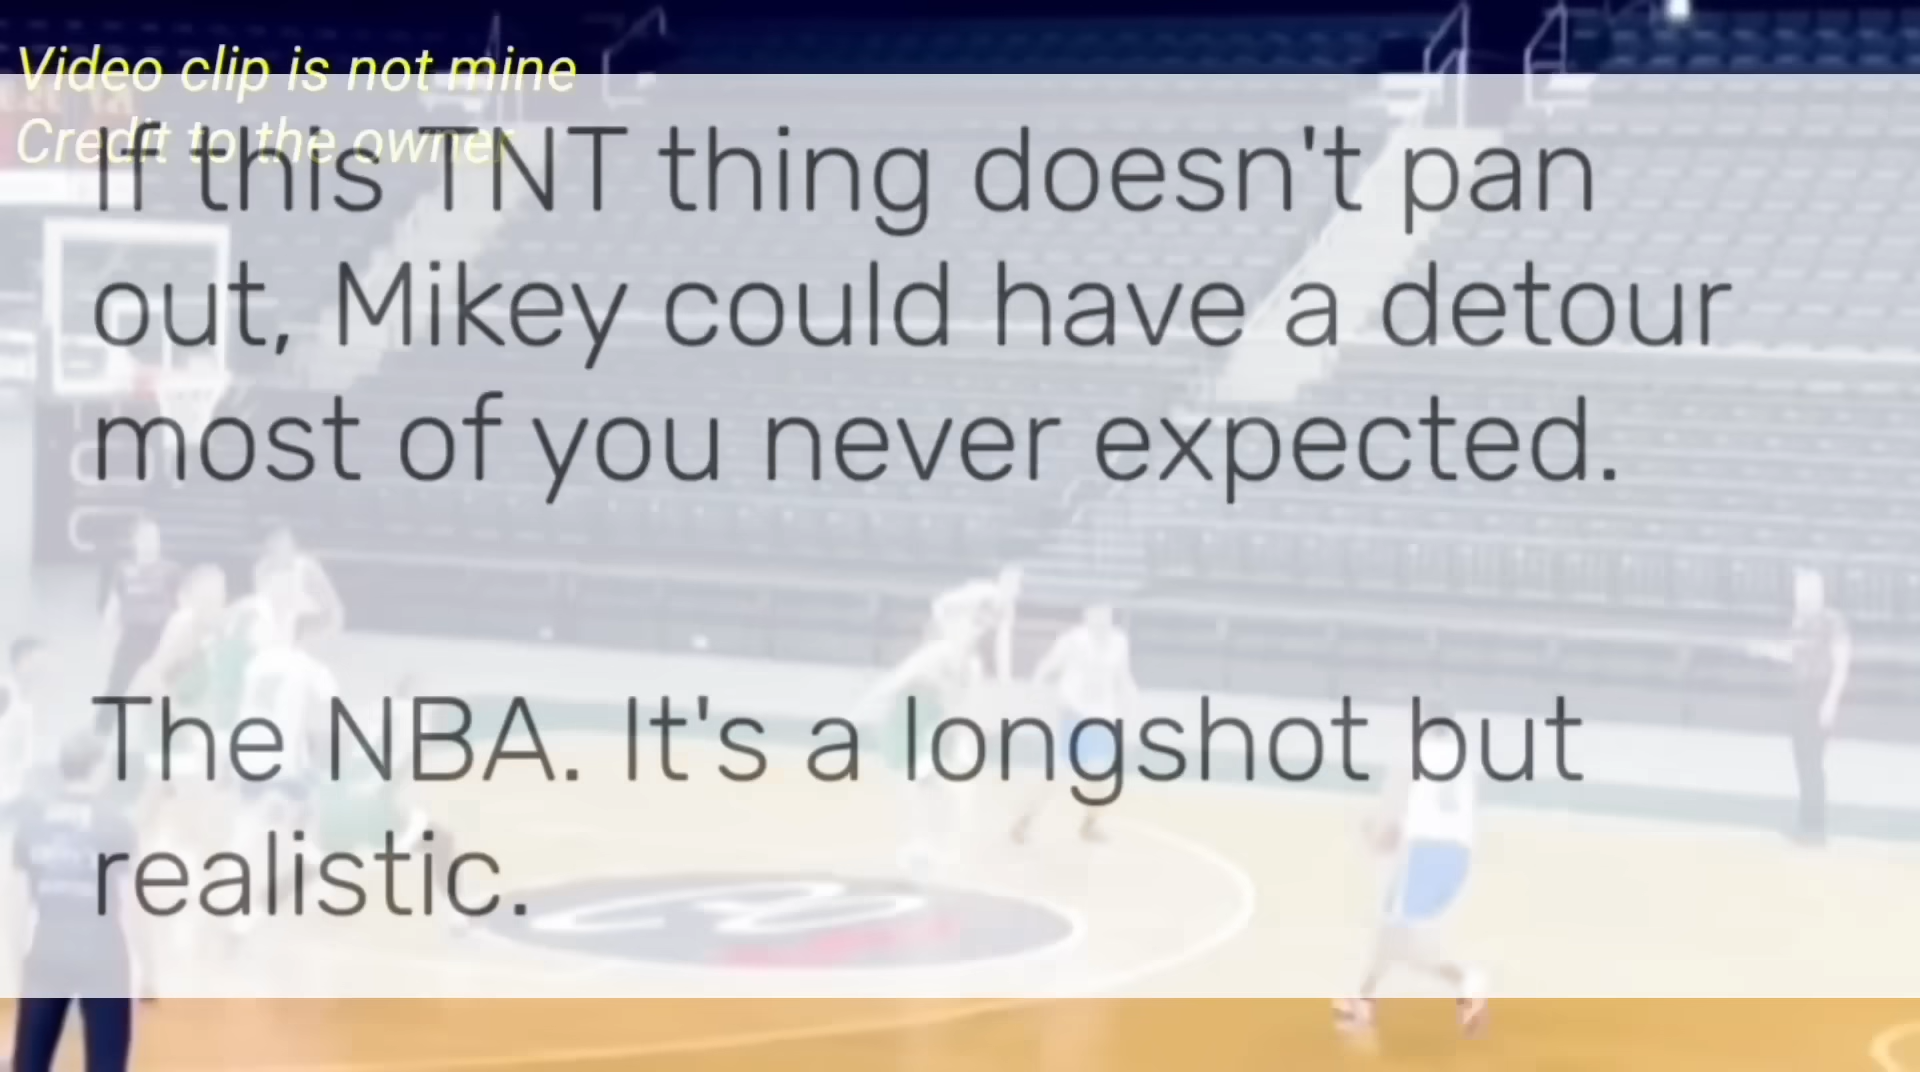 Video clip is not mine
Credit to the owner
If this TNT thing doesn't pan
out, Mikey could have a detour
most of you never expected.
The NBA. It's a longshot but
realistic.